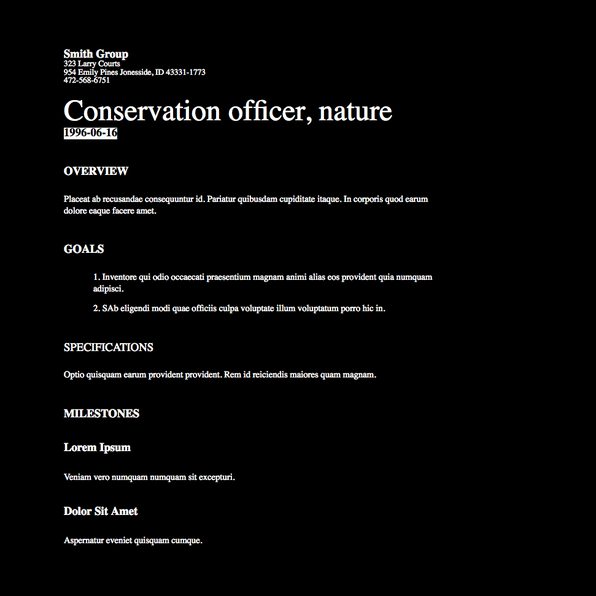 Smith Group
323 Larry Courts
954 Emily Pines Jonesside, ID 43331-1773
472-568-6751
Conservation officer, nature
1996-06-16
OVERVIEW
Placeat ab recusandae consequuntur id. Pariatur quibusdam cupiditate itaque. In corporis quod earum
dolore eaque facere amet.
GOALS
1. Inventore qui odio occaecati praesentium magnam animi alias eos provident quia numquam
adipisci.
2. SAb eligendi modi quae officiis culpa voluptate illum voluptatum porro hic in.
SPECIFICATIONS
Optio quisquam earum provident provident. Rem id reiciendis maiores quam magnam.
MILESTONES
Lorem Ipsum
Veniam vero numquam numquam sit excepturi.
Dolor Sit Amet
Aspernatur eveniet quisquam cumque.